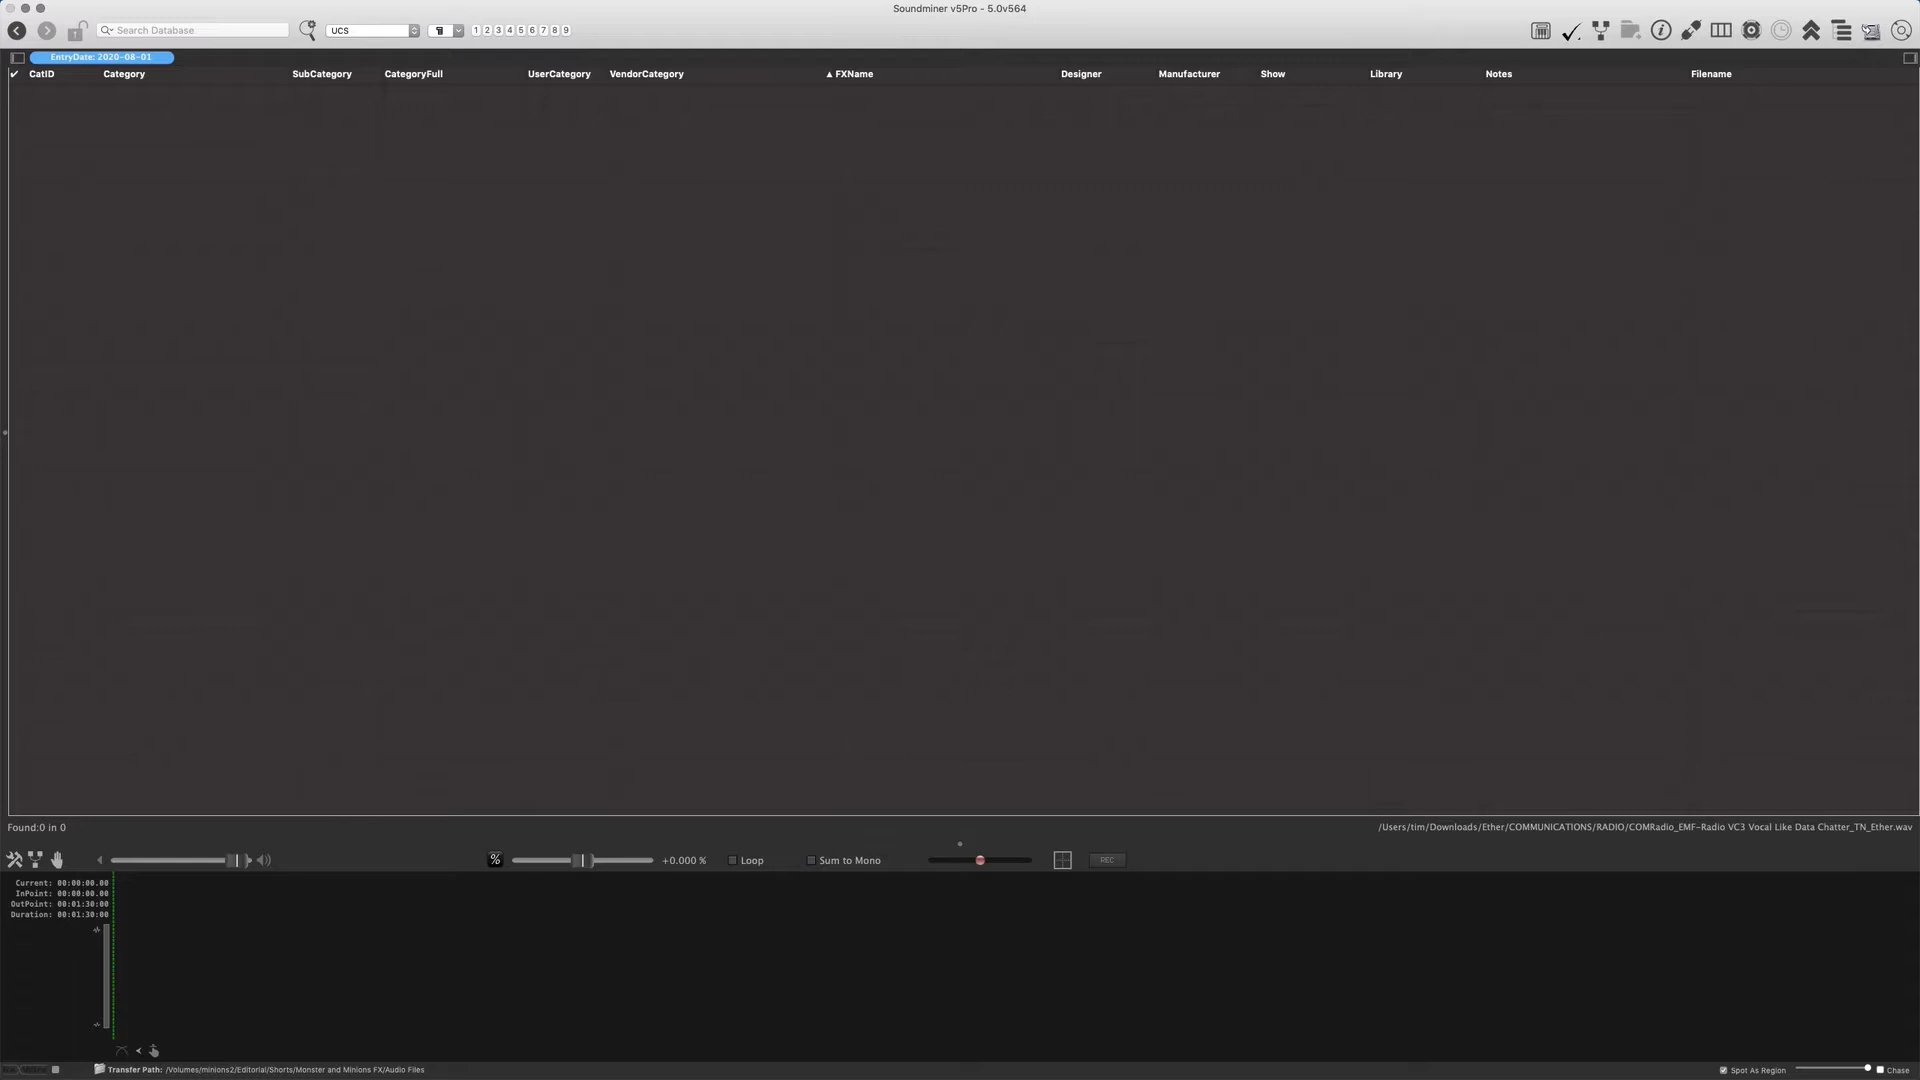 Soundminer v5Pro - 5.0v564
Search Database
UCS
1 2 3 4 5 6 7 8 9
EntryDate: 2020-08-01
CatID Category SubCategory CategoryFull UserCategory VendorCategory ▲ FXName Designer Manufacturer Show Library Notes Filename
Found:0 in 0
/Users/tim/Downloads/Ether/COMMUNICATIONS/RADIO/COMRadio_EMF-Radio VC3 Vocal Like Data Chatter_TN_Ether.wav
% +0.000 % Loop Sum to Mono REC
Current: 00:00:00.00
InPoint: 00:00:00.00
OutPoint: 00:01:30:00
Duration: 00:01:30:00
Transfer Path: /Volumes/minions2/Editorial/Shorts/Monster and Minions FX/Audio Files
Spot As Region Chase